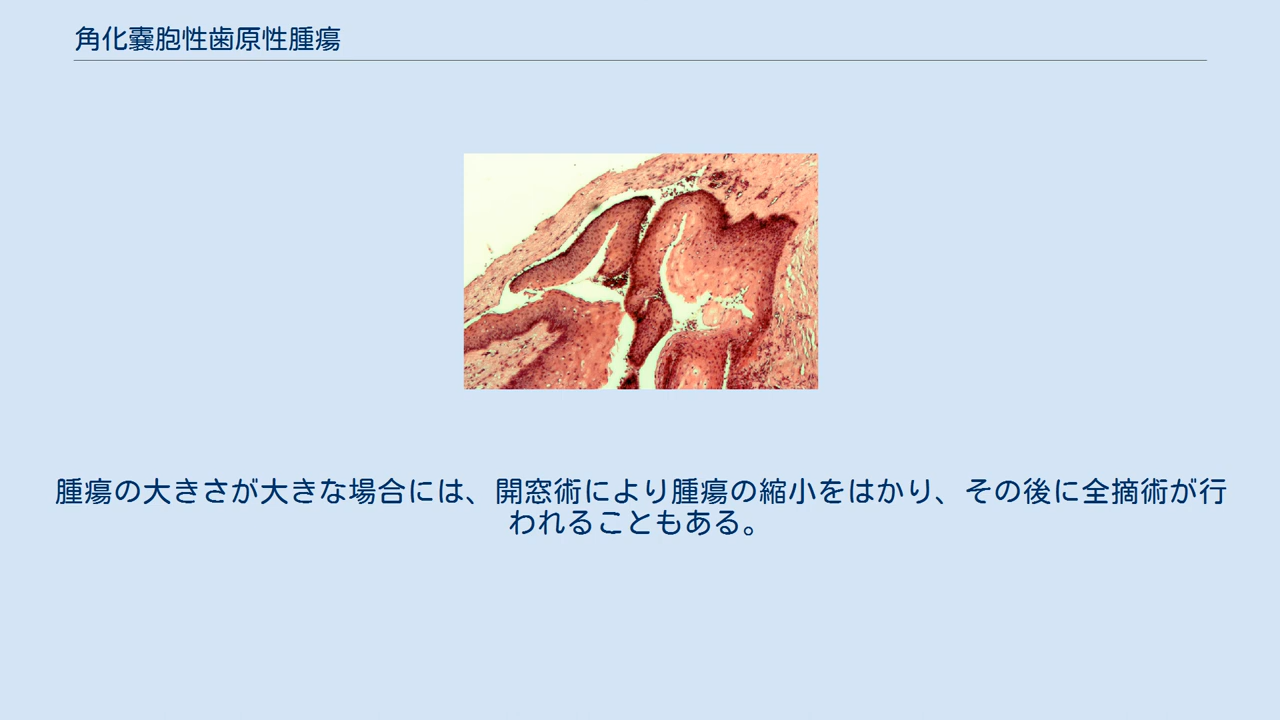 角化嚢胞性歯原性腫瘍
腫瘍の大きさが大きな場合には、開窓術により腫瘍の縮小をはかり、その後に全摘術が行
われることもある。